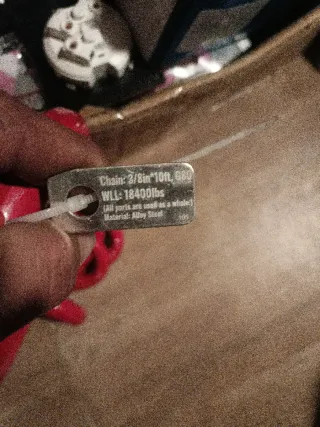 Chain: 3/8in*10ft, G80
WLL: 18400lbs
(All parts are used as a whole)
Material: Alloy Steel